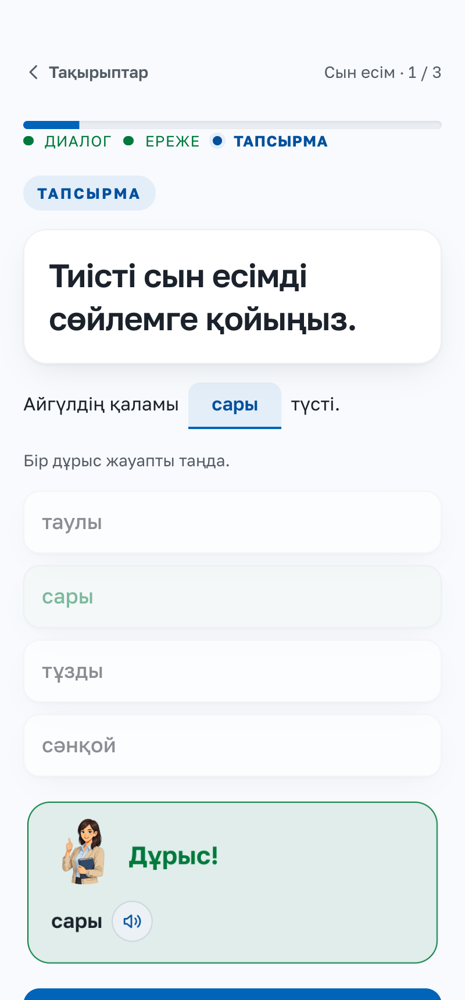 Тақырыптар
Сын есім · 1 / 3
ДИАЛОГ ЕРЕЖЕ ТАПСЫРМА
ТАПСЫРМА
Тиісті сын есімді
сөйлемге қойыңыз.
Айгүлдің қаламы сары түсті.
Бір дұрыс жауапты таңда.
таулы
сары
тұзды
сәнқой
Дұрыс!
сары